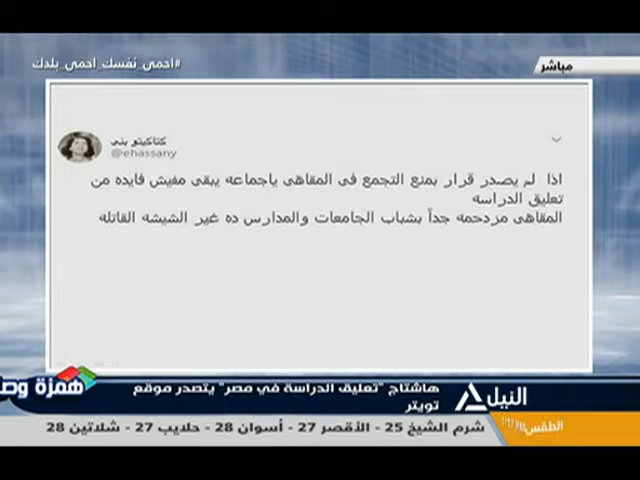 #احمي_نفسك_احمي_بلدك
مباشر
كتاكيتو بنى
@ehassany
اذا لم يصدر قرار بمنع التجمع فى المقاهى ياجماعه يبقى مفيش فايده من
تعليق الدراسه
المقاهى مزدحمه جداً بشباب الجامعات والمدارس ده غير الشيشه القاتله
همزة وصل
هاشتاج "تعليق الدراسة في مصر" يتصدر موقع
تويتر
النيل
الطقس
شرم الشيخ 25 - الأقصر 27 - أسوان 28 - حلايب 27 - شلاتين 28